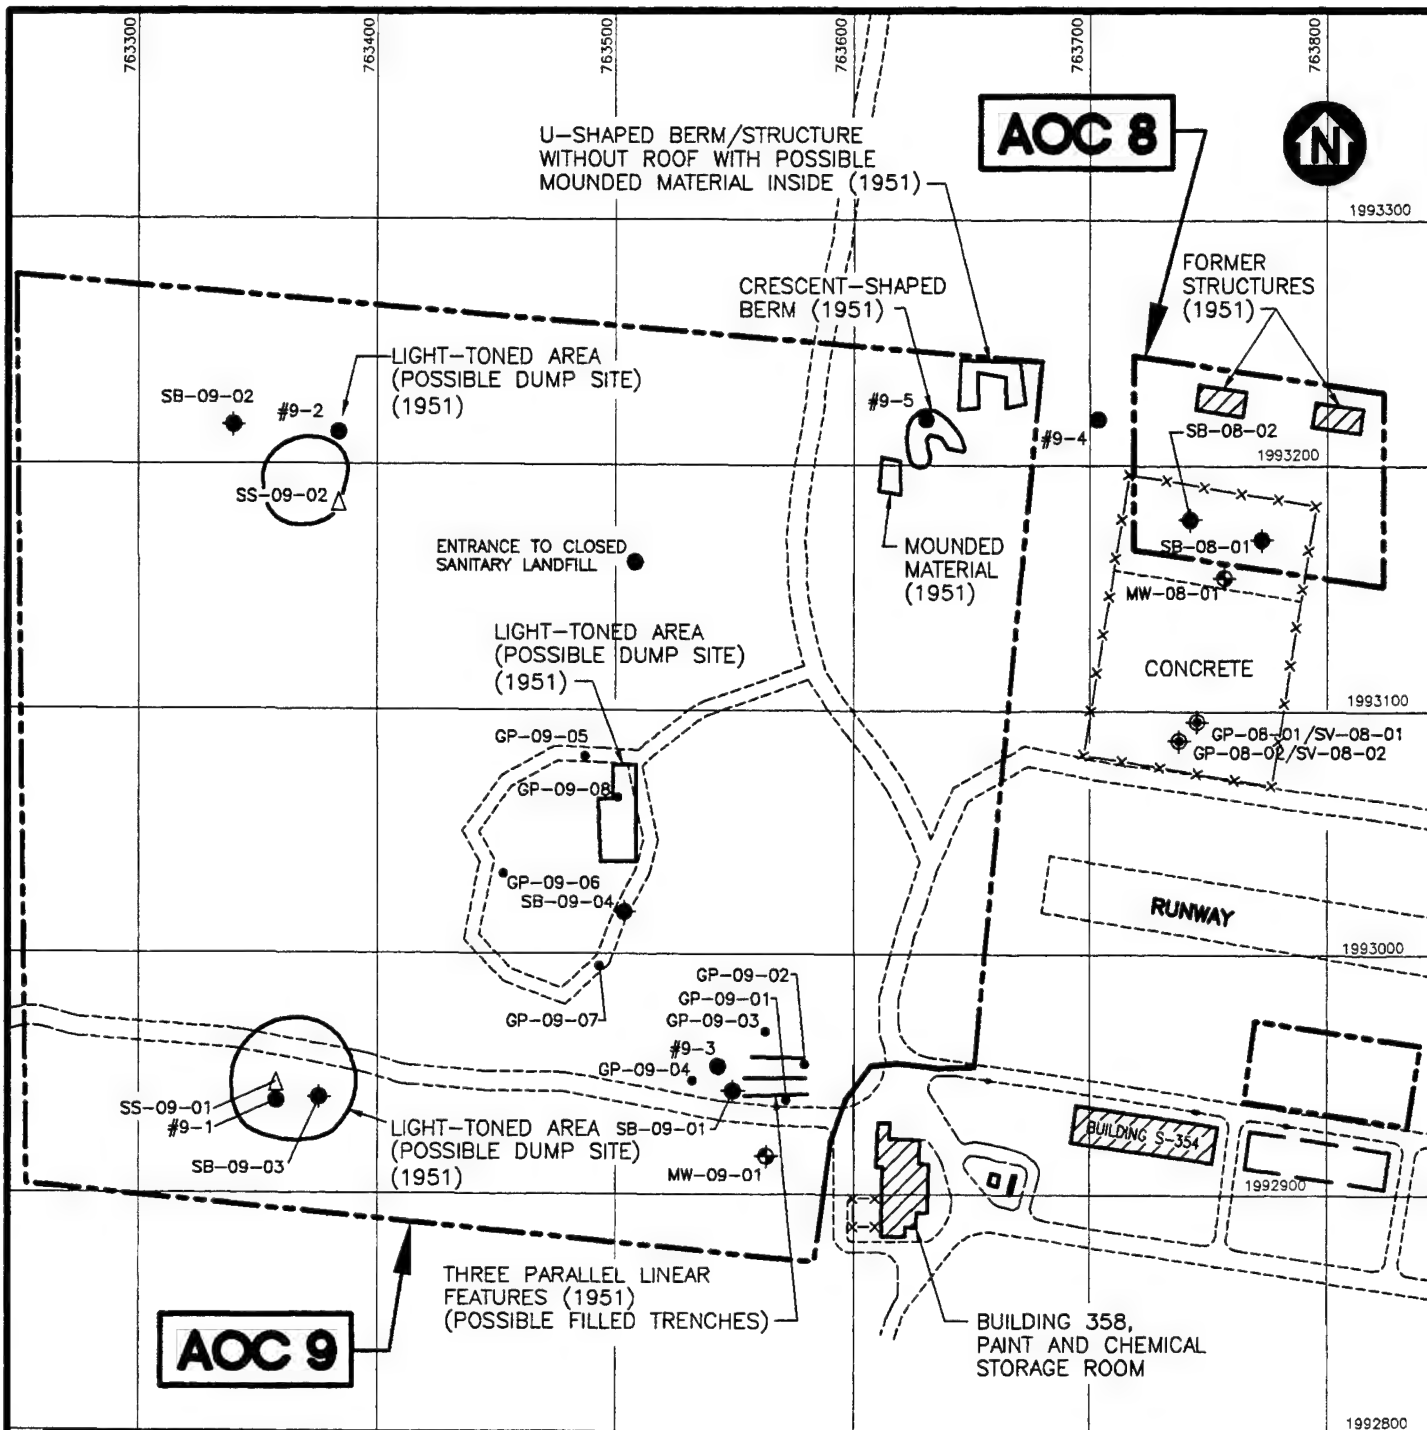 763300
763400
763500
763600
763700
763800
AOC 8
N
U-SHAPED BERM/STRUCTURE
WITHOUT ROOF WITH POSSIBLE
MOUNDED MATERIAL INSIDE (1951)
1993300
CRESCENT-SHAPED
BERM (1951)
FORMER
STRUCTURES
(1951)
LIGHT-TONED AREA
(POSSIBLE DUMP SITE)
(1951)
SB-09-02
#9-2
SS-09-02
#9-5
#9-4
SB-08-02
1993200
SB-08-01
MW-08-01
ENTRANCE TO CLOSED
SANITARY LANDFILL
MOUNDED
MATERIAL
(1951)
LIGHT-TONED AREA
(POSSIBLE DUMP SITE)
(1951)
CONCRETE
1993100
GP-08-01/SV-08-01
GP-08-02/SV-08-02
GP-09-05
GP-09-08
GP-09-06
SB-09-04
RUNWAY
1993000
GP-09-02
GP-09-01
GP-09-03
GP-09-07
#9-3
GP-09-04
SS-09-01
#9-1
SB-09-03
LIGHT-TONED AREA
(POSSIBLE DUMP SITE)
(1951)
SB-09-01
MW-09-01
BUILDING S-354
1992900
THREE PARALLEL LINEAR
FEATURES (1951)
(POSSIBLE FILLED TRENCHES)
AOC 9
BUILDING 358,
PAINT AND CHEMICAL
STORAGE ROOM
1992800